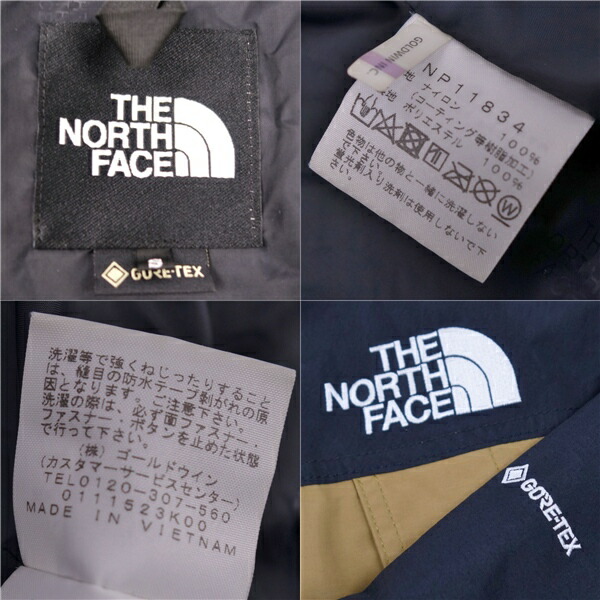 THE
NORTH
FACE
S
GORE-TEX
GOLDWIN
NP11834
地 ナイロン 100%
(コーティング等樹脂加工)
地 ポリエステル 100%
色物は他の物と一緒に洗濯しない
で下さい。
蛍光剤入り洗剤は使用しないで下
さい。
洗濯等で強くねじったりすること
は、縫目の防水テープ剥がれの原
因となります。ご注意下さい。
洗濯の際は、必ず面ファスナー、
ファスナー・ボタンを止めた状態
で行って下さい。
(株)ゴールドウイン
(カスタマーサービスセンター)
TEL0120-307-560
0111523K00
MADE IN VIETNAM
THE
NORTH
FACE
GORE-TEX